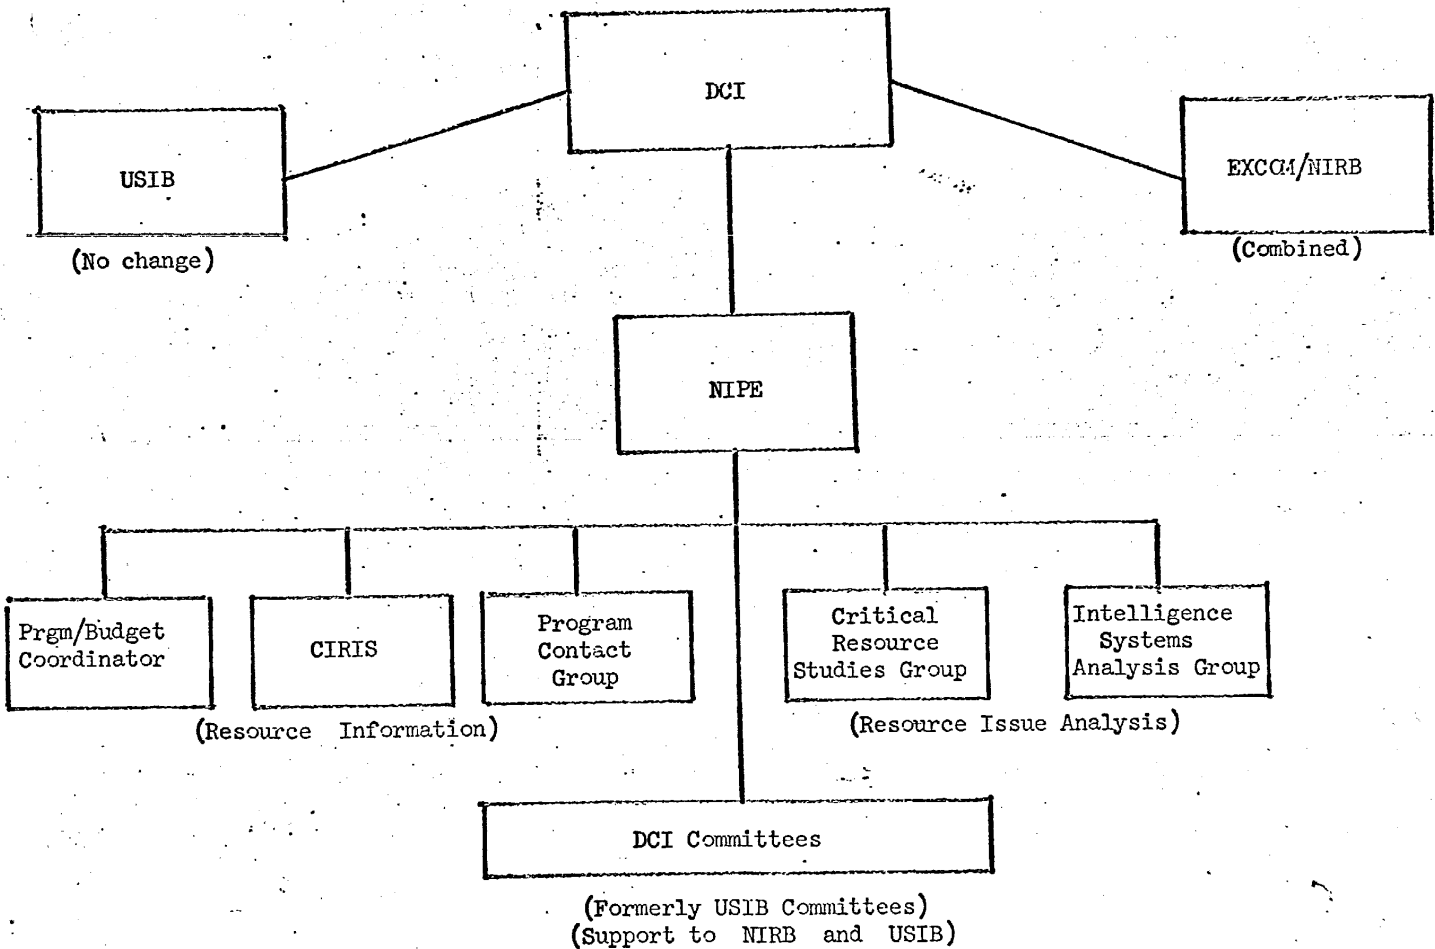 DCI
USIB
(No change)
EXCOM/NIRB
(Combined)
NIPE
Prgm/Budget
Coordinator
CIRIS
Program
Contact
Group
Critical
Resource
Studies Group
Intelligence
Systems
Analysis Group
(Resource Information)
(Resource Issue Analysis)
DCI Committees
(Formerly USIB Committees)
(Support to NIRB and USIB)